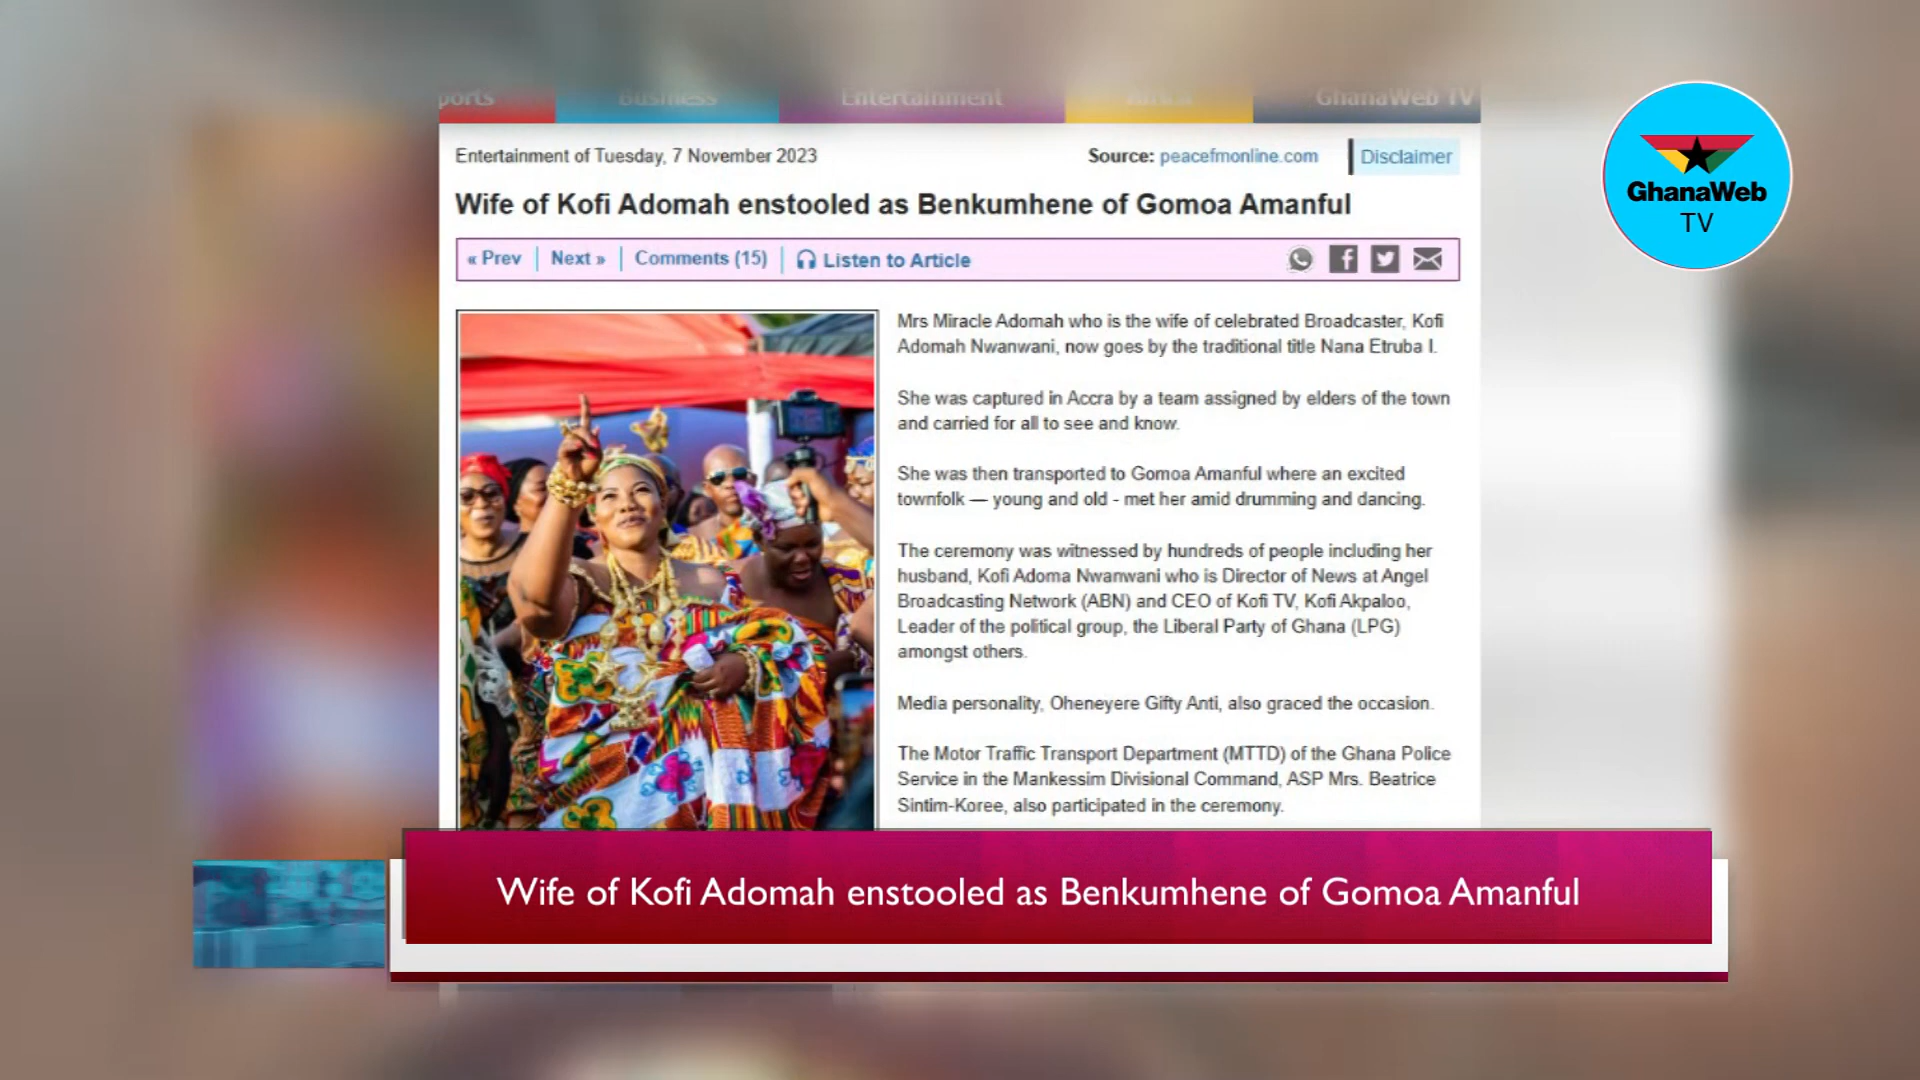 ports Business Entertainment Africa GhanaWeb TV
Entertainment of Tuesday, 7 November 2023 Source: peacefmonline.com Disclaimer
Wife of Kofi Adomah enstooled as Benkumhene of Gomoa Amanful
« Prev Next » Comments (15) Listen to Article
Mrs Miracle Adomah who is the wife of celebrated Broadcaster, Kofi
Adomah Nwanwani, now goes by the traditional title Nana Etruba I.
She was captured in Accra by a team assigned by elders of the town
and carried for all to see and know.
She was then transported to Gomoa Amanful where an excited
townfolk — young and old - met her amid drumming and dancing.
The ceremony was witnessed by hundreds of people including her
husband, Kofi Adoma Nwanwani who is Director of News at Angel
Broadcasting Network (ABN) and CEO of Kofi TV, Kofi Akpaloo,
Leader of the political group, the Liberal Party of Ghana (LPG)
amongst others.
Media personality, Oheneyere Gifty Anti, also graced the occasion.
The Motor Traffic Transport Department (MTTD) of the Ghana Police
Service in the Mankessim Divisional Command, ASP Mrs. Beatrice
Sintim-Koree, also participated in the ceremony.
GhanaWeb
TV
Wife of Kofi Adomah enstooled as Benkumhene of Gomoa Amanful